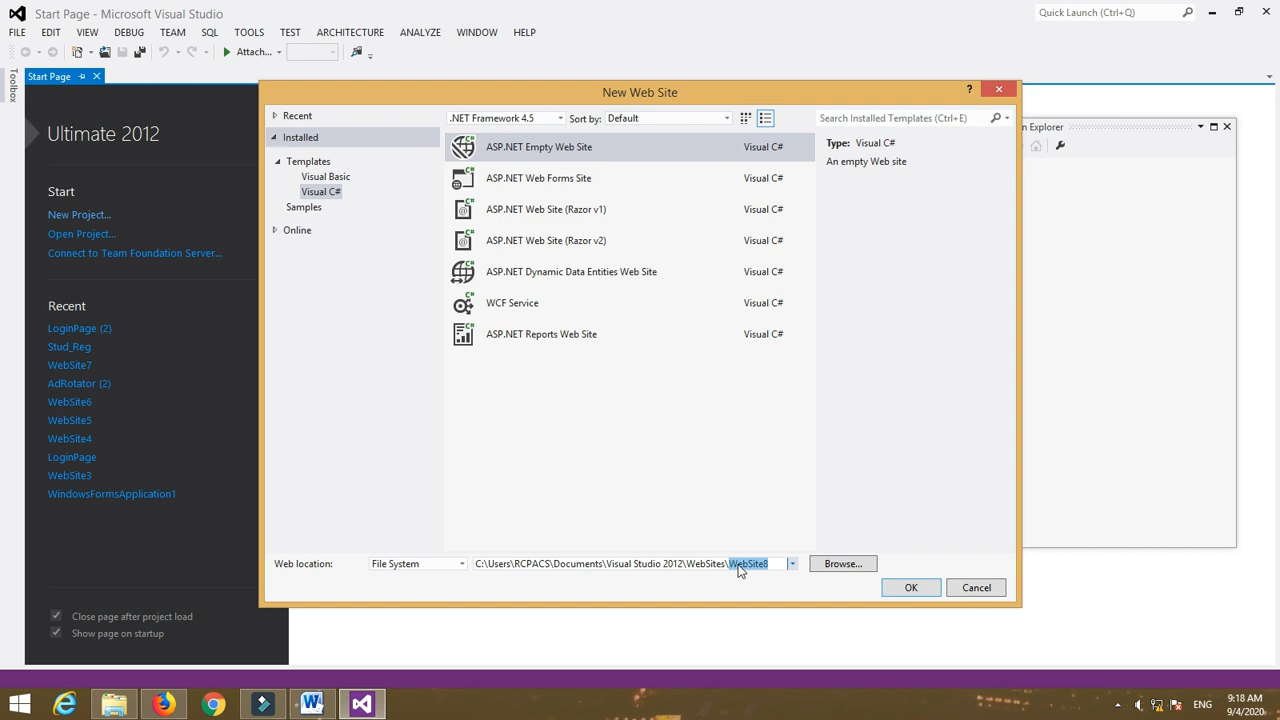 Start Page - Microsoft Visual Studio
Quick Launch (Ctrl+Q)
FILE EDIT VIEW DEBUG TEAM SQL TOOLS TEST ARCHITECTURE ANALYZE WINDOW HELP
Attach...
Toolbox
Start Page
Ultimate 2012
Start
New Project...
Open Project...
Connect to Team Foundation Server...
Recent
LoginPage (2)
Stud_Reg
WebSite7
AdRotator (2)
WebSite6
WebSite5
WebSite4
LoginPage
WebSite3
WindowsFormsApplication1
Close page after project load
Show page on startup
New Web Site
?
Recent
Installed
Templates
Visual Basic
Visual C#
Samples
Online
.NET Framework 4.5 Sort by: Default
Search Installed Templates (Ctrl+E)
ASP.NET Empty Web Site Visual C#
ASP.NET Web Forms Site Visual C#
ASP.NET Web Site (Razor v1) Visual C#
ASP.NET Web Site (Razor v2) Visual C#
ASP.NET Dynamic Data Entities Web Site Visual C#
WCF Service Visual C#
ASP.NET Reports Web Site Visual C#
Type: Visual C#
An empty Web site
Web location: File System C:\Users\RCPACS\Documents\Visual Studio 2012\WebSites\WebSite8 Browse...
OK Cancel
n Explorer
ENG
9:18 AM
9/4/2020